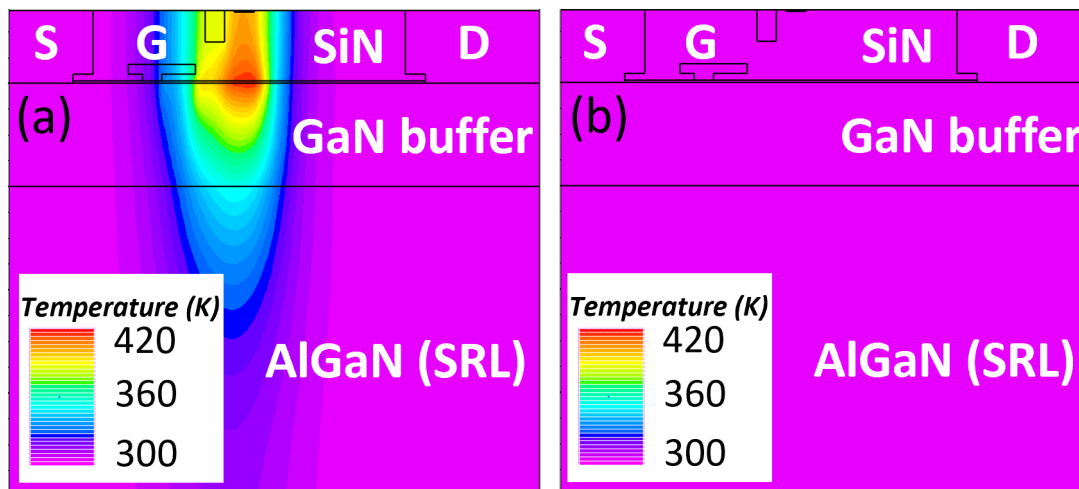 S G SiN D
(a) GaN buffer
Temperature (K)
420
360
300
AlGaN (SRL)
S G SiN D
(b) GaN buffer
Temperature (K)
420
360
300
AlGaN (SRL)